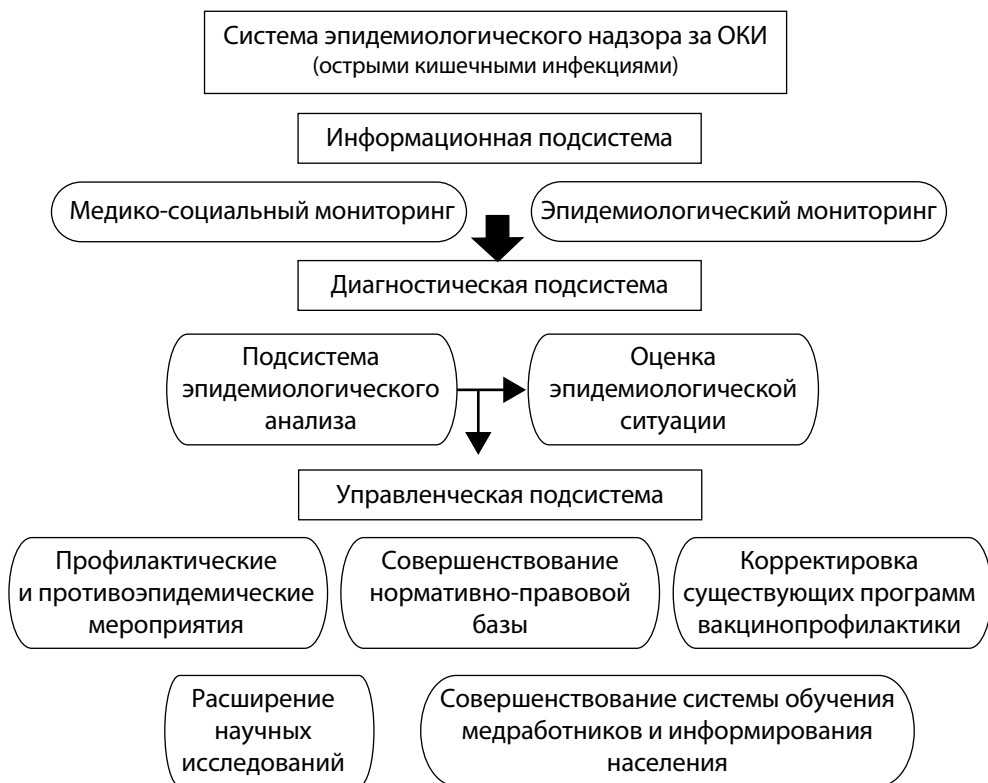 Система эпидемиологического надзора за ОКИ
(острыми кишечными инфекциями)
Информационная подсистема
Медико-социальный мониторинг
Эпидемиологический мониторинг
Диагностическая подсистема
Подсистема
эпидемиологического
анализа
Оценка
эпидемиологической
ситуации
Управленческая подсистема
Профилактические
и противоэпидемические
мероприятия
Совершенствование
нормативно-правовой
базы
Корректировка
существующих программ
вакцинопрофилактики
Расширение
научных
исследований
Совершенствование системы обучения
медработников и информирования
населения